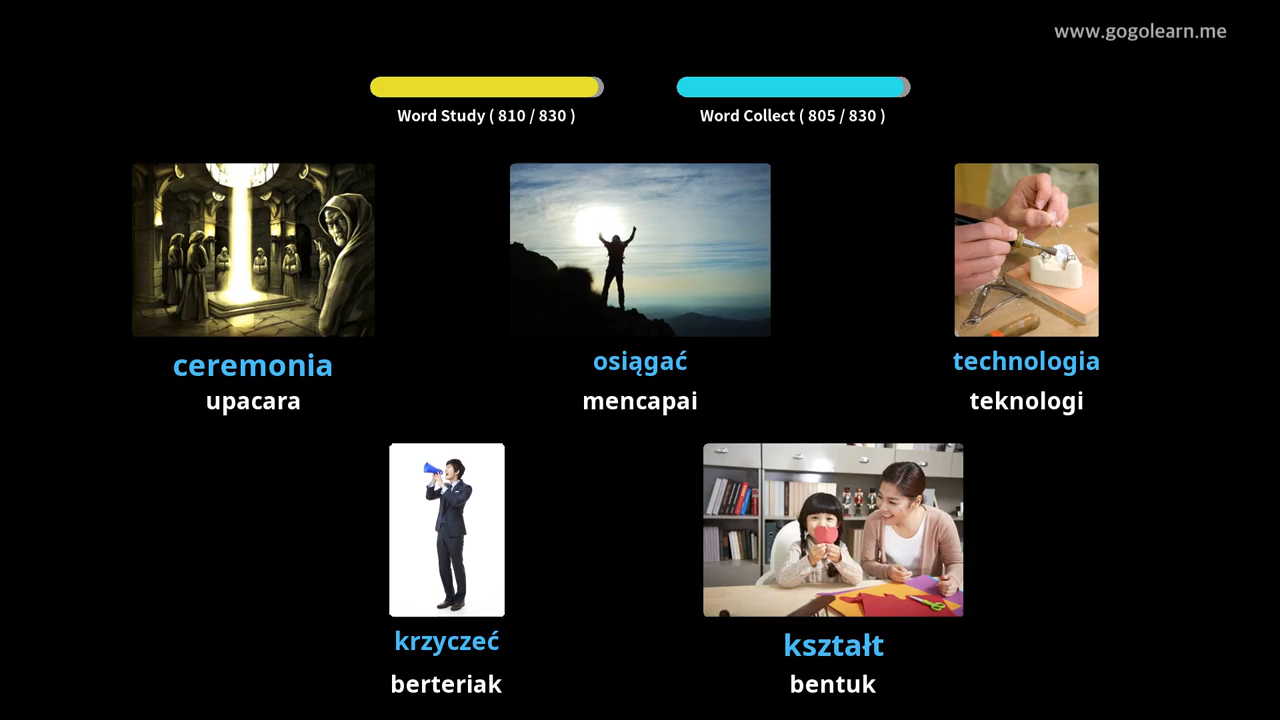 www.gogolearn.me
Word Study ( 810 / 830 )
Word Collect ( 805 / 830 )
ceremonia
upacara
osiągać
mencapai
technologia
teknologi
krzyczeć
berteriak
kształt
bentuk